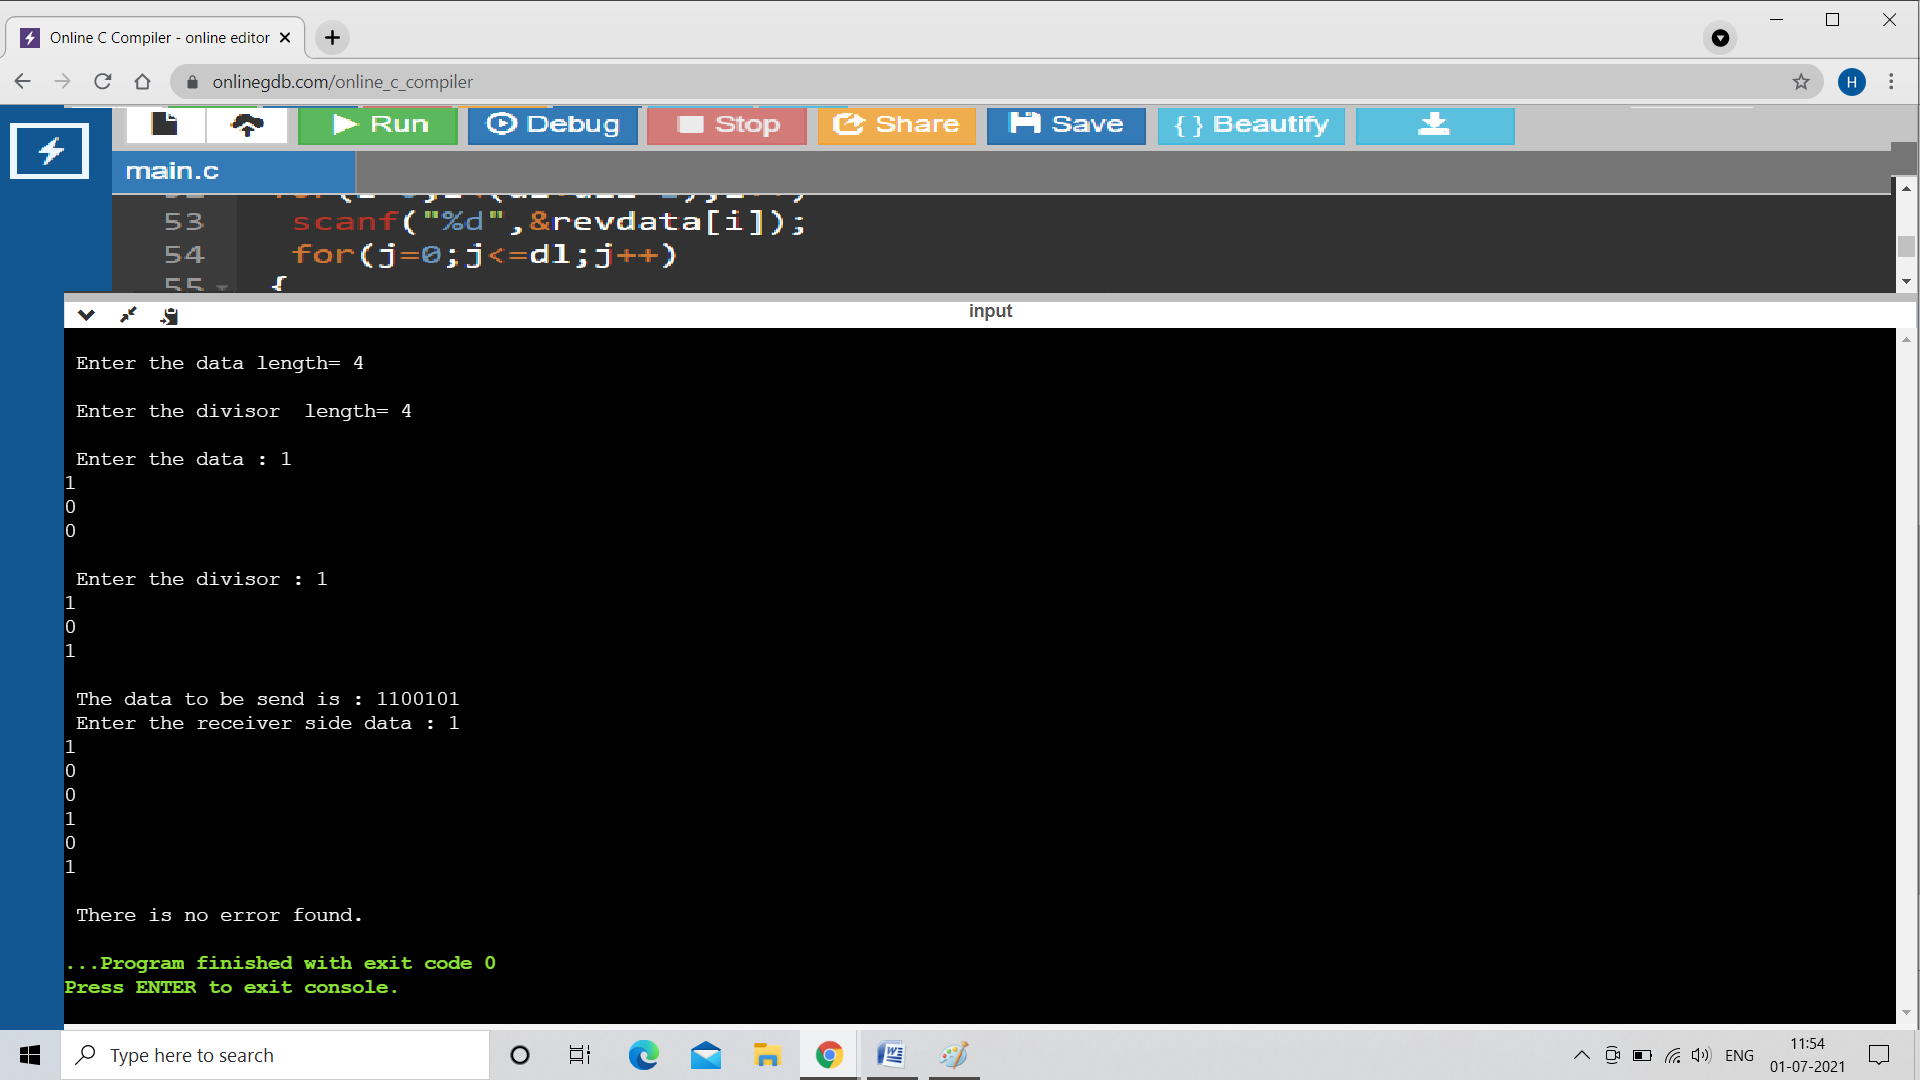 Online C Compiler - online editor
onlinegdb.com/online_c_compiler
H
Run Debug Stop Share Save { } Beautify
main.c
53 scanf("%d",&revdata[i]);
54 for(j=0;j<=dl;j++)
55 {
input
Enter the data length= 4
Enter the divisor  length= 4
Enter the data : 1
1
0
0
Enter the divisor : 1
1
0
1
The data to be send is : 1100101
Enter the receiver side data : 1
1
0
0
1
0
1
There is no error found.
...Program finished with exit code 0
Press ENTER to exit console.
Type here to search
ENG
11:54
01-07-2021